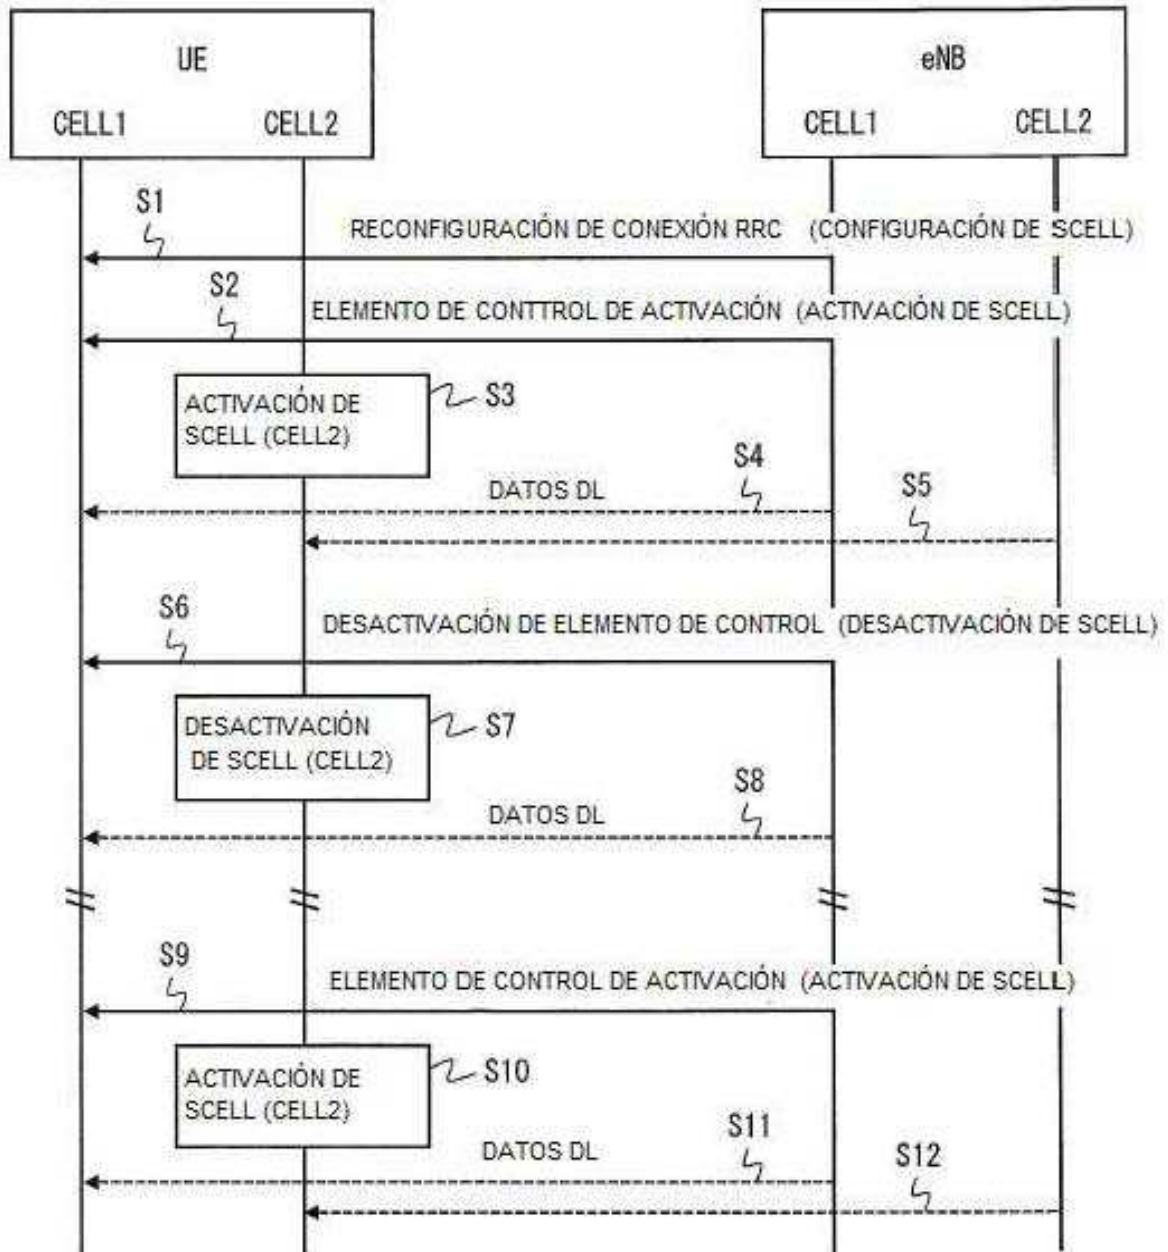 UE
eNB
CELL1 CELL2
CELL1 CELL2
S1
RECONFIGURACIÓN DE CONEXIÓN RRC (CONFIGURACIÓN DE SCELL)
S2
ELEMENTO DE CONTTROL DE ACTIVACIÓN (ACTIVACIÓN DE SCELL)
ACTIVACIÓN DE
SCELL (CELL2)
S3
DATOS DL
S4
S5
S6
DESACTIVACIÓN DE ELEMENTO DE CONTROL (DESACTIVACIÓN DE SCELL)
DESACTIVACIÓN
DE SCELL (CELL2)
S7
DATOS DL
S8
S9
ELEMENTO DE CONTROL DE ACTIVACIÓN (ACTIVACIÓN DE SCELL)
ACTIVACIÓN DE
SCELL (CELL2)
S10
DATOS DL
S11
S12